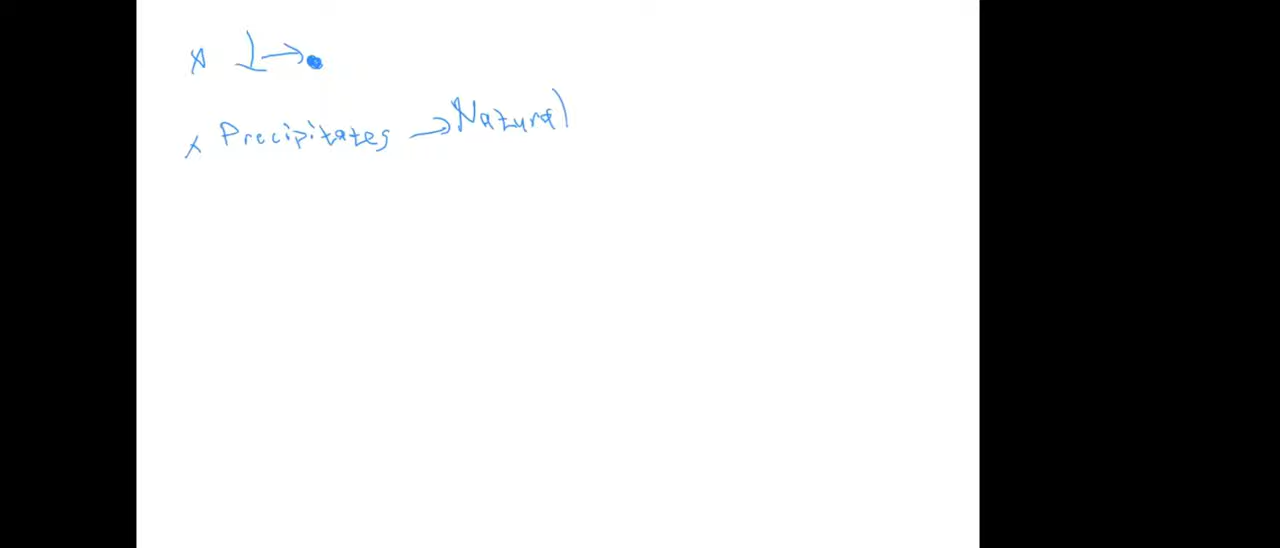 x ⊥ → •
x Precipitates → Natural